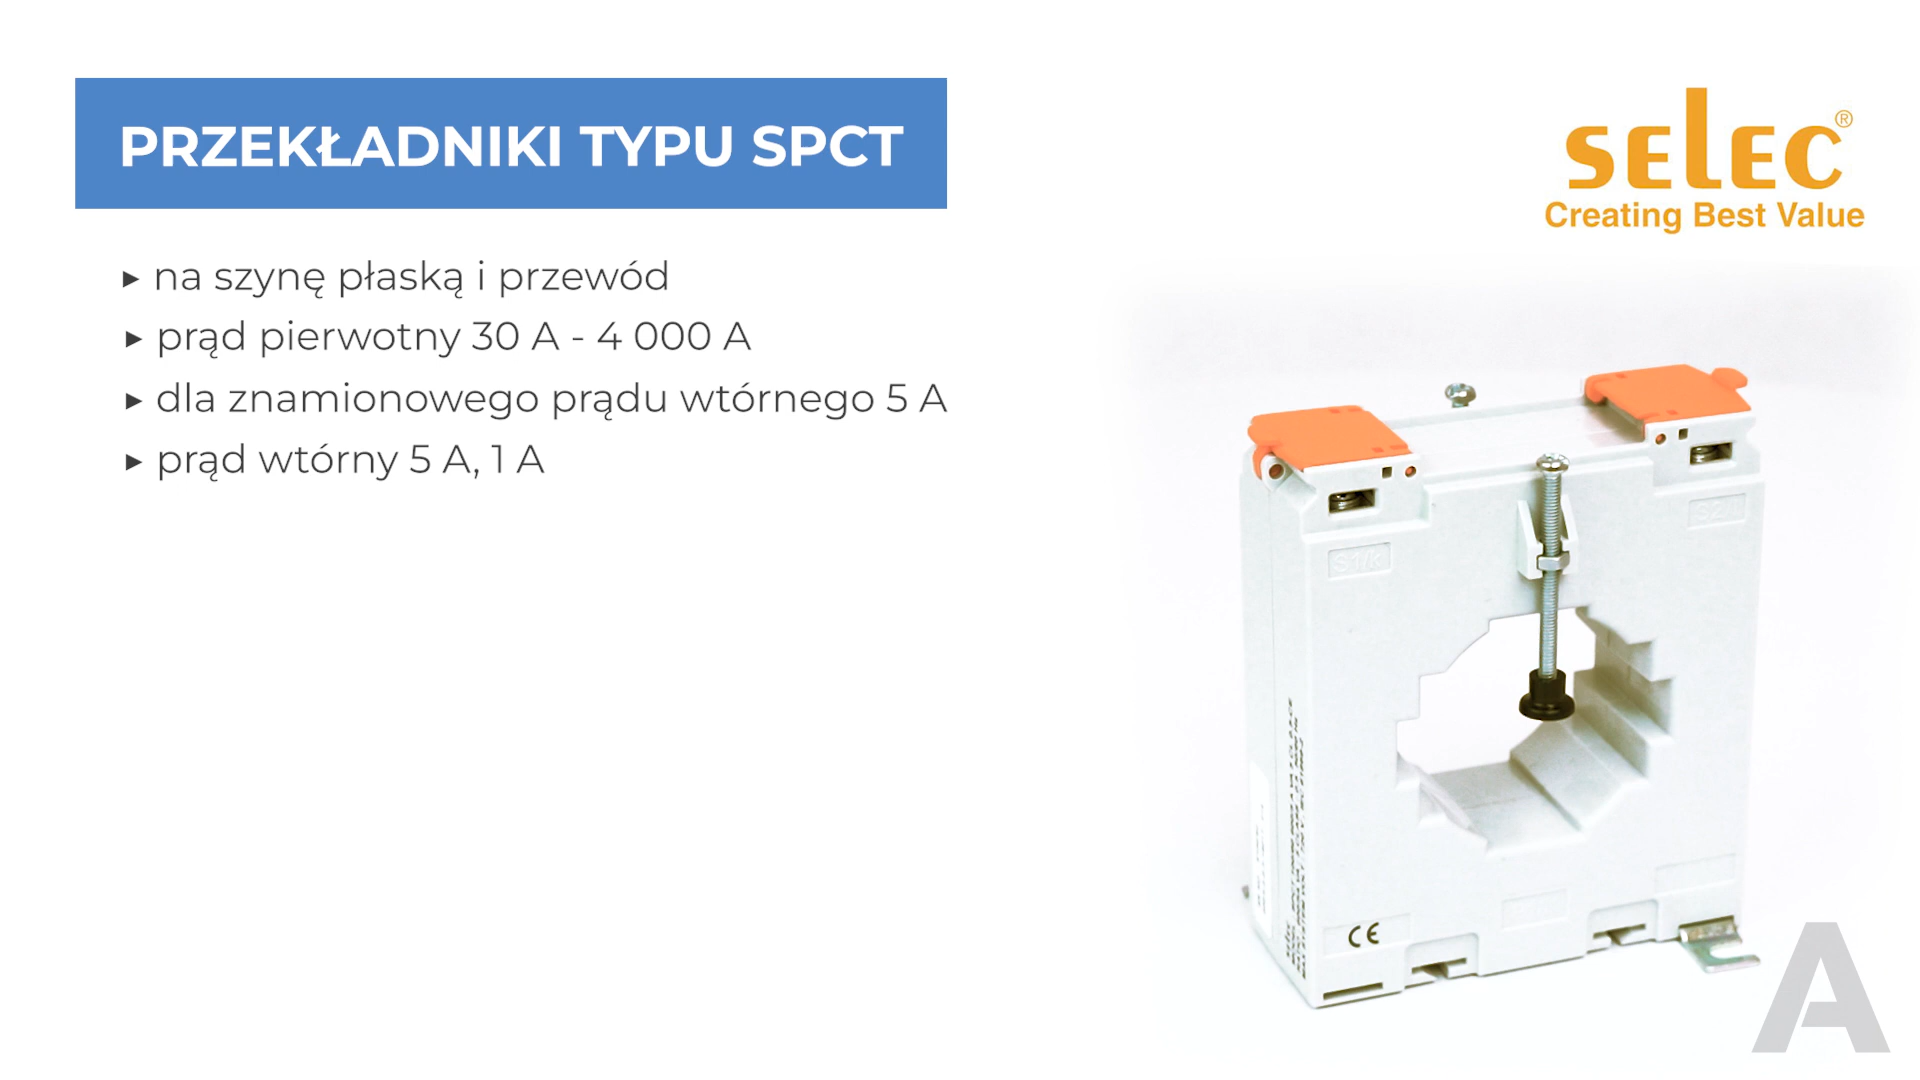 PRZEKŁADNIKI TYPU SPCT
selec®
Creating Best Value
▸ na szynę płaską i przewód
▸ prąd pierwotny 30 A - 4 000 A
▸ dla znamionowego prądu wtórnego 5 A
▸ prąd wtórny 5 A, 1 A
S1/k
CE
A